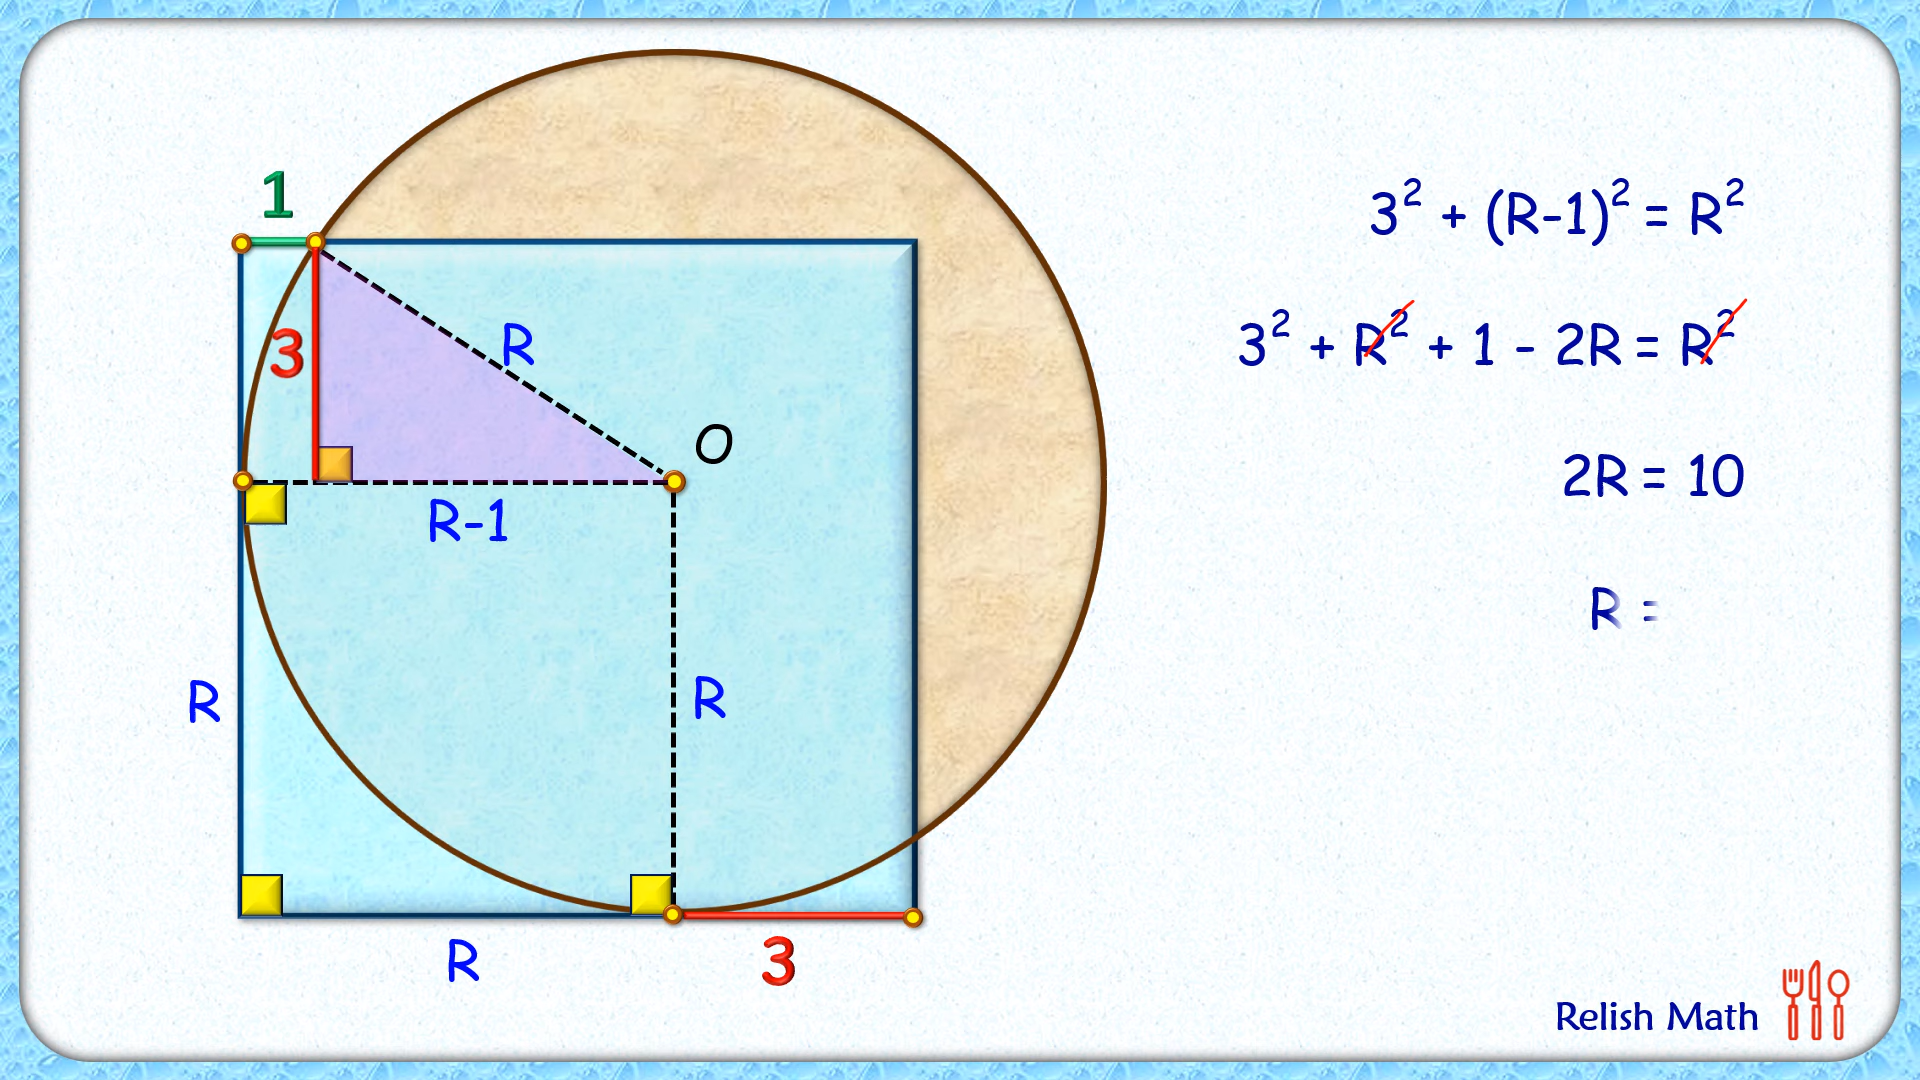 1
3² + (R-1)² = R²
3
R
3² + R² + 1 - 2R = R²
O
R-1
2R = 10
R =
R
R
R
3
Relish Math